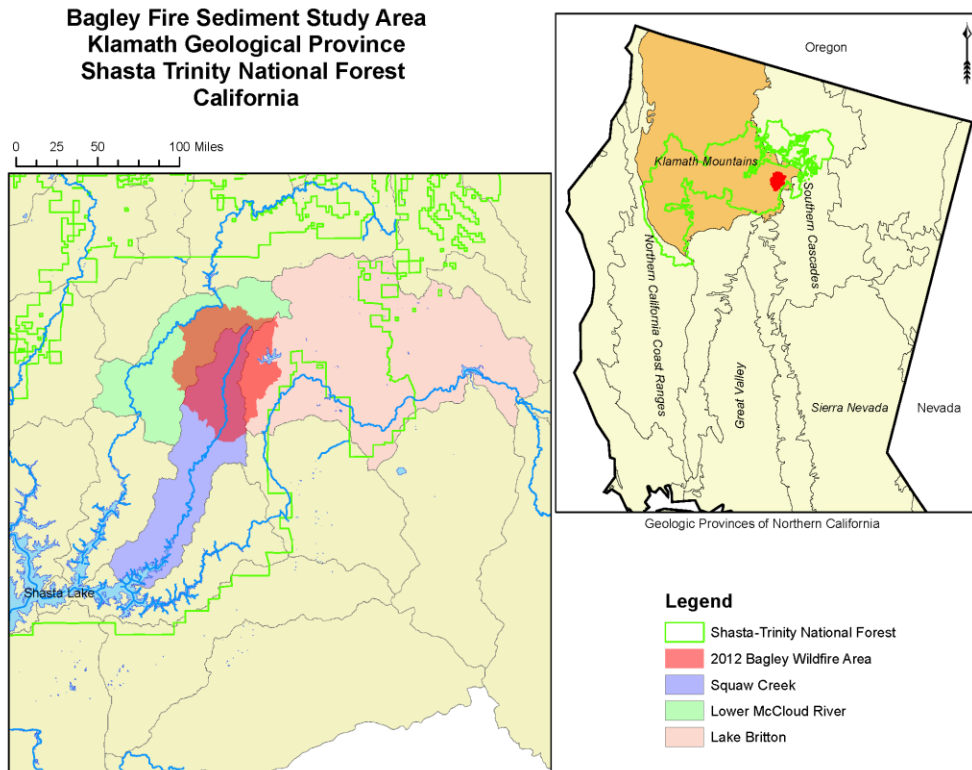 Bagley Fire Sediment Study Area
Klamath Geological Province
Shasta Trinity National Forest
California
0 25 50 100 Miles
Shasta Lake
Oregon
Klamath Mountains
Southern Cascades
Northern California Coast Ranges
Great Valley
Sierra Nevada
Nevada
Geologic Provinces of Northern California
Legend
Shasta-Trinity National Forest
2012 Bagley Wildfire Area
Squaw Creek
Lower McCloud River
Lake Britton